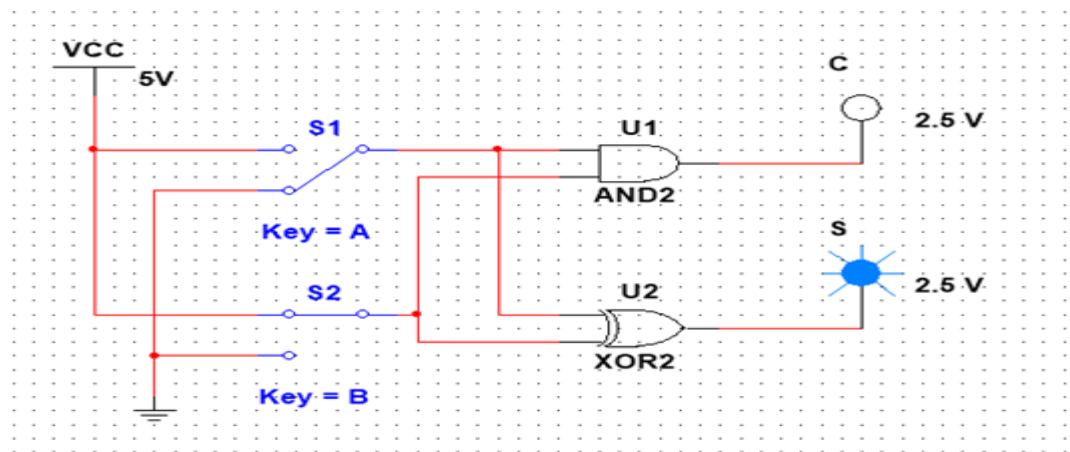 VCC
5V
S1
Key = A
S2
Key = B
U1
AND2
U2
XOR2
C
2.5 V
S
2.5 V